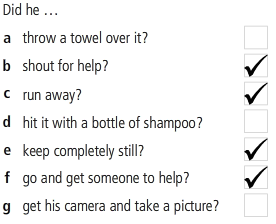 Did he ...
a throw a towel over it?
b shout for help?
c run away?
d hit it with a bottle of shampoo?
e keep completely still?
f go and get someone to help?
g get his camera and take a picture?